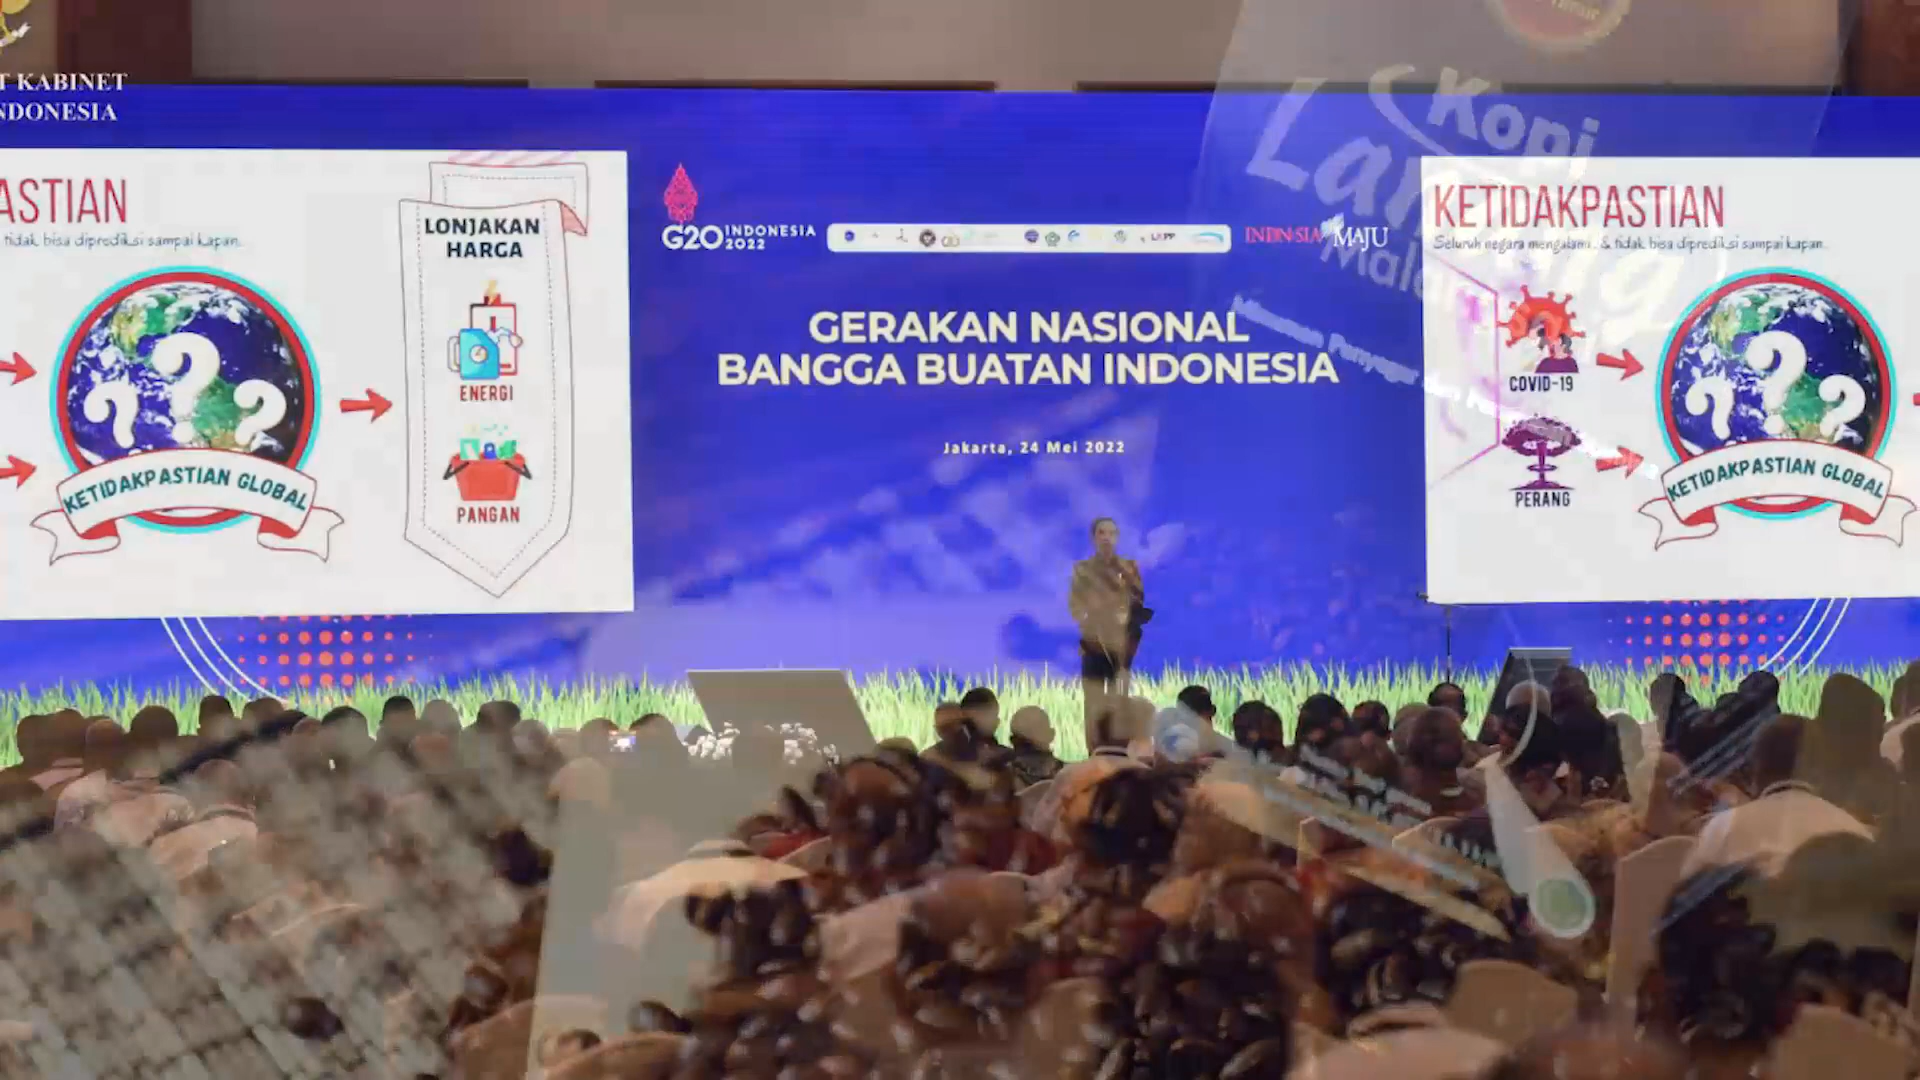 T KABINET
NDONESIA
ASTIAN
tidak bisa diprediksi sampai kapan.
LONJAKAN
HARGA
ENERGI
PANGAN
KETIDAKPASTIAN GLOBAL
G20 INDONESIA
2022
INDONESIA MAJU
GERAKAN NASIONAL
BANGGA BUATAN INDONESIA
Jakarta, 24 Mei 2022
Kopi
Malang
KETIDAKPASTIAN
Seluruh negara mengalami, & tidak bisa diprediksi sampai kapan.
COVID-19
PERANG
KETIDAKPASTIAN GLOBAL